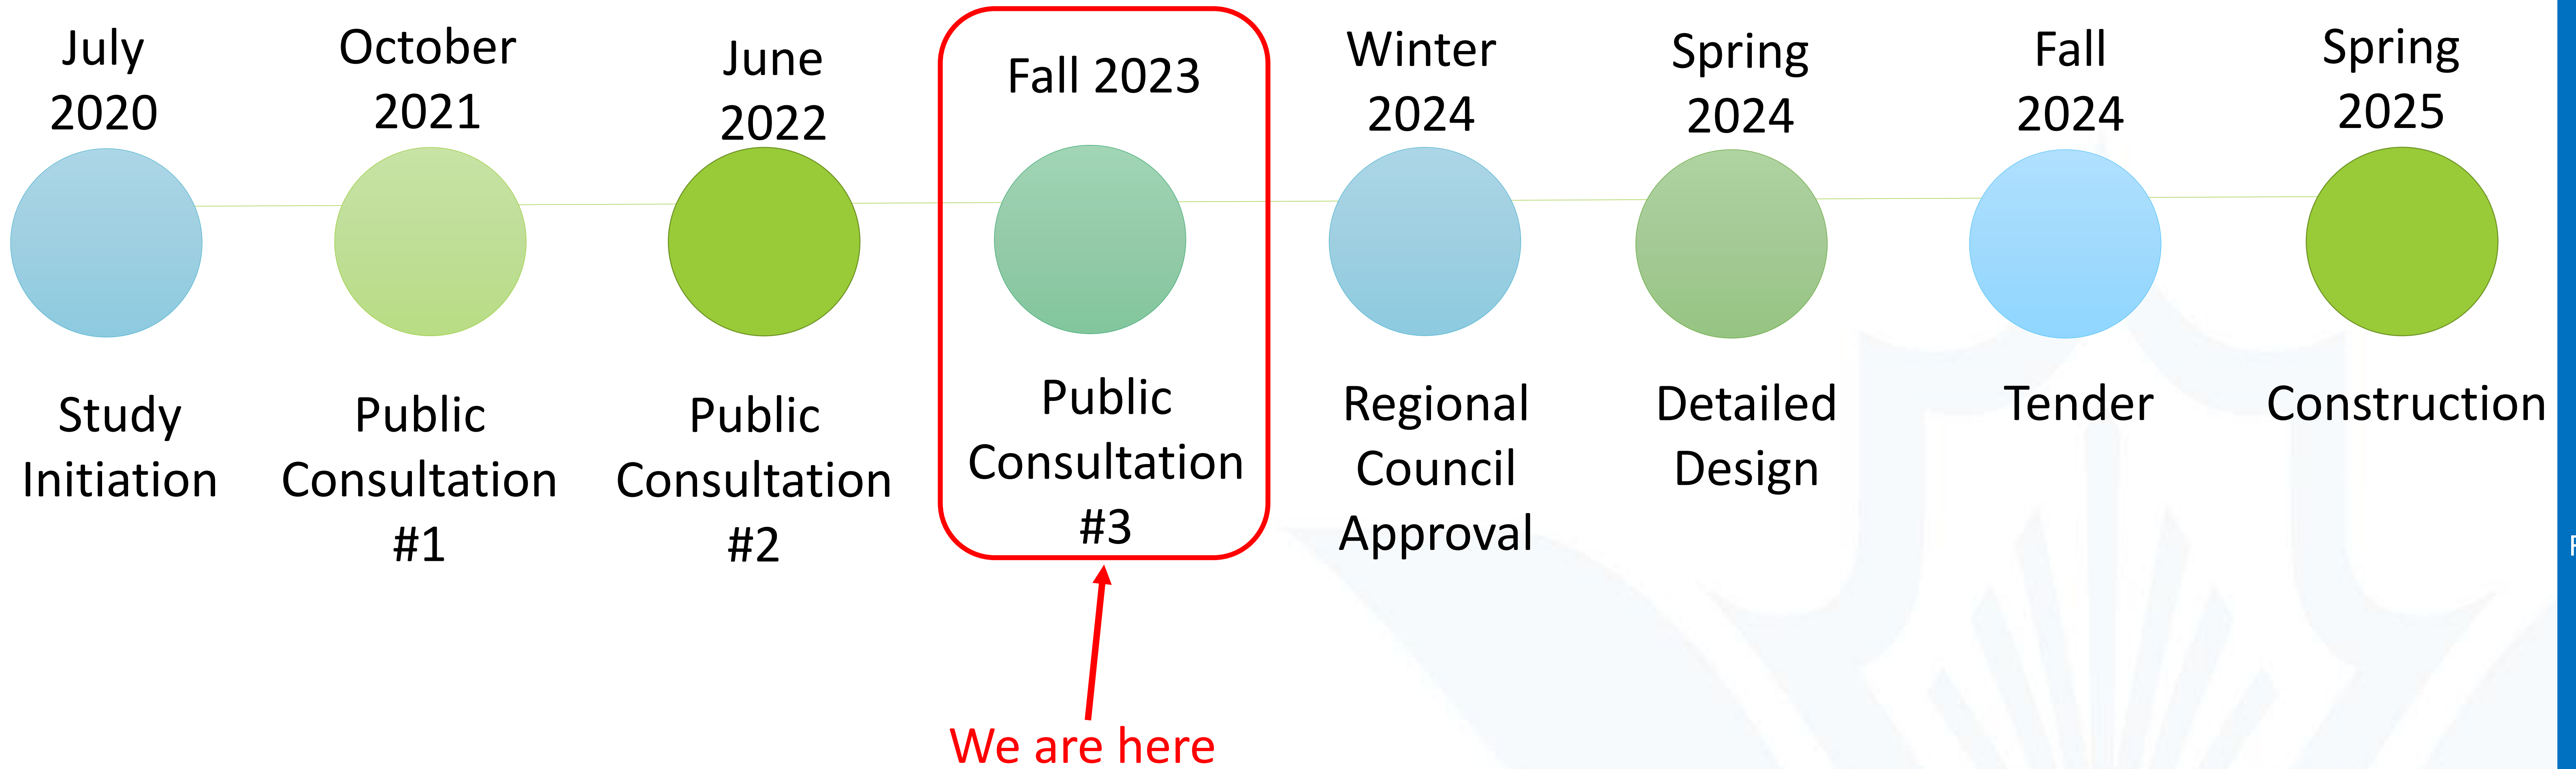 July
2020
October
2021
June
2022
Fall 2023
Winter
2024
Spring
2024
Fall
2024
Spring
2025
Study
Initiation
Public
Consultation
#1
Public
Consultation
#2
Public
Consultation
#3
Regional
Council
Approval
Detailed
Design
Tender
Construction
We are here